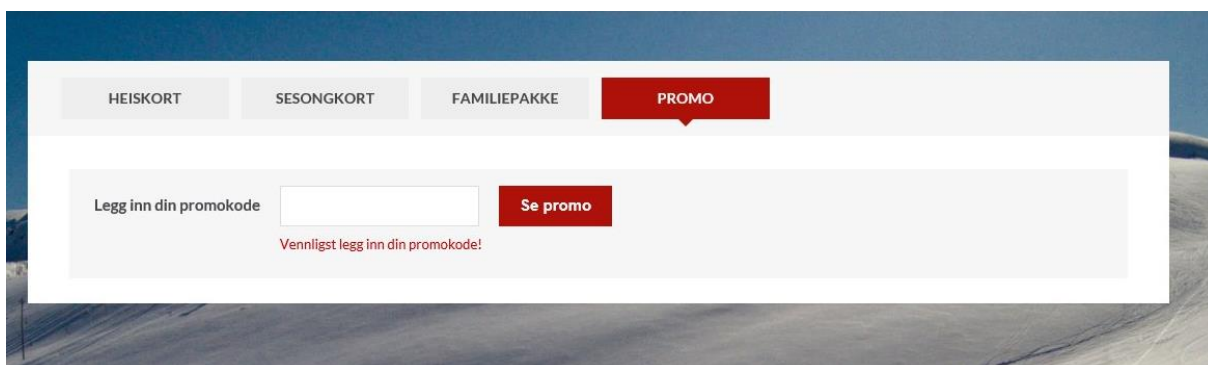 HEISKORT SESONGKORT FAMILIEPAKKE PROMO
Legg inn din promokode Se promo
Vennligst legg inn din promokode!